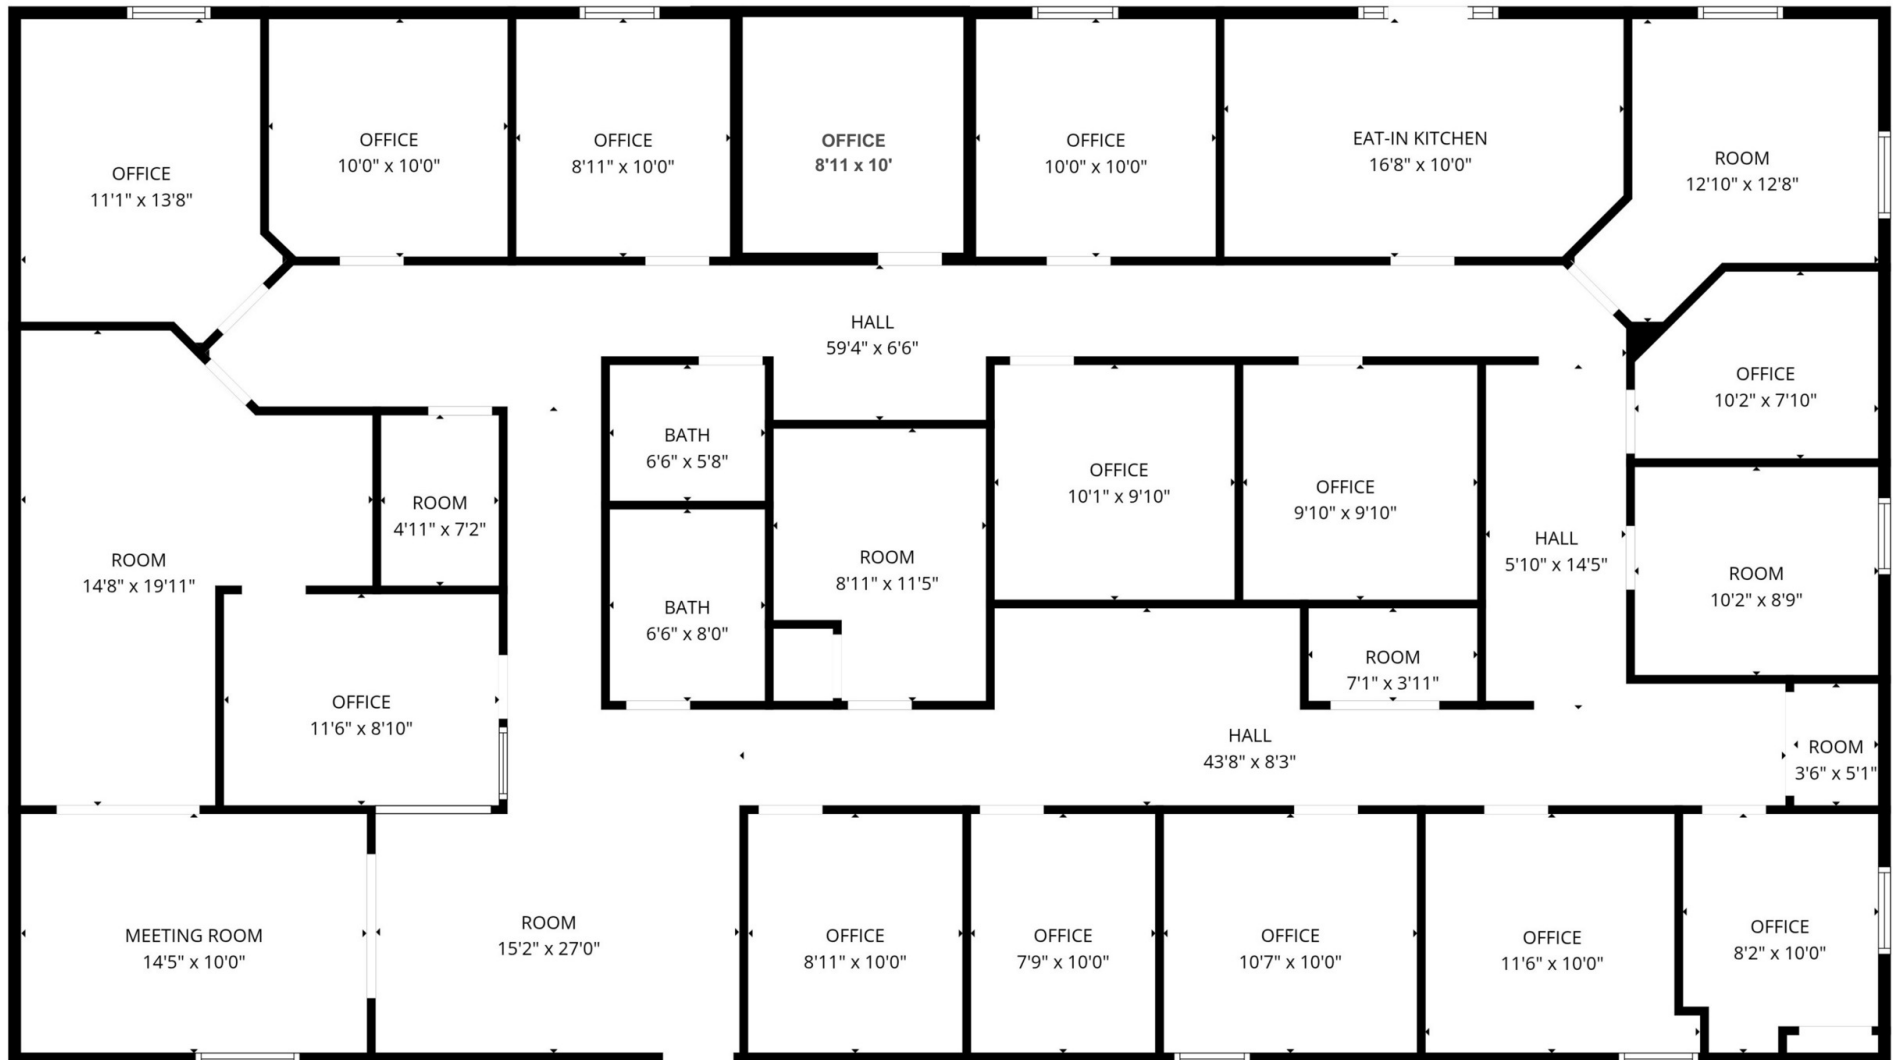 OFFICE
11'1" x 13'8"
OFFICE
10'0" x 10'0"
OFFICE
8'11" x 10'0"
OFFICE
8'11 x 10'
OFFICE
10'0" x 10'0"
EAT-IN KITCHEN
16'8" x 10'0"
ROOM
12'10" x 12'8"
HALL
59'4" x 6'6"
OFFICE
10'2" x 7'10"
BATH
6'6" x 5'8"
OFFICE
10'1" x 9'10"
OFFICE
9'10" x 9'10"
ROOM
4'11" x 7'2"
ROOM
14'8" x 19'11"
ROOM
8'11" x 11'5"
HALL
5'10" x 14'5"
ROOM
10'2" x 8'9"
BATH
6'6" x 8'0"
ROOM
7'1" x 3'11"
OFFICE
11'6" x 8'10"
HALL
43'8" x 8'3"
ROOM
3'6" x 5'1"
MEETING ROOM
14'5" x 10'0"
ROOM
15'2" x 27'0"
OFFICE
8'11" x 10'0"
OFFICE
7'9" x 10'0"
OFFICE
10'7" x 10'0"
OFFICE
11'6" x 10'0"
OFFICE
8'2" x 10'0"